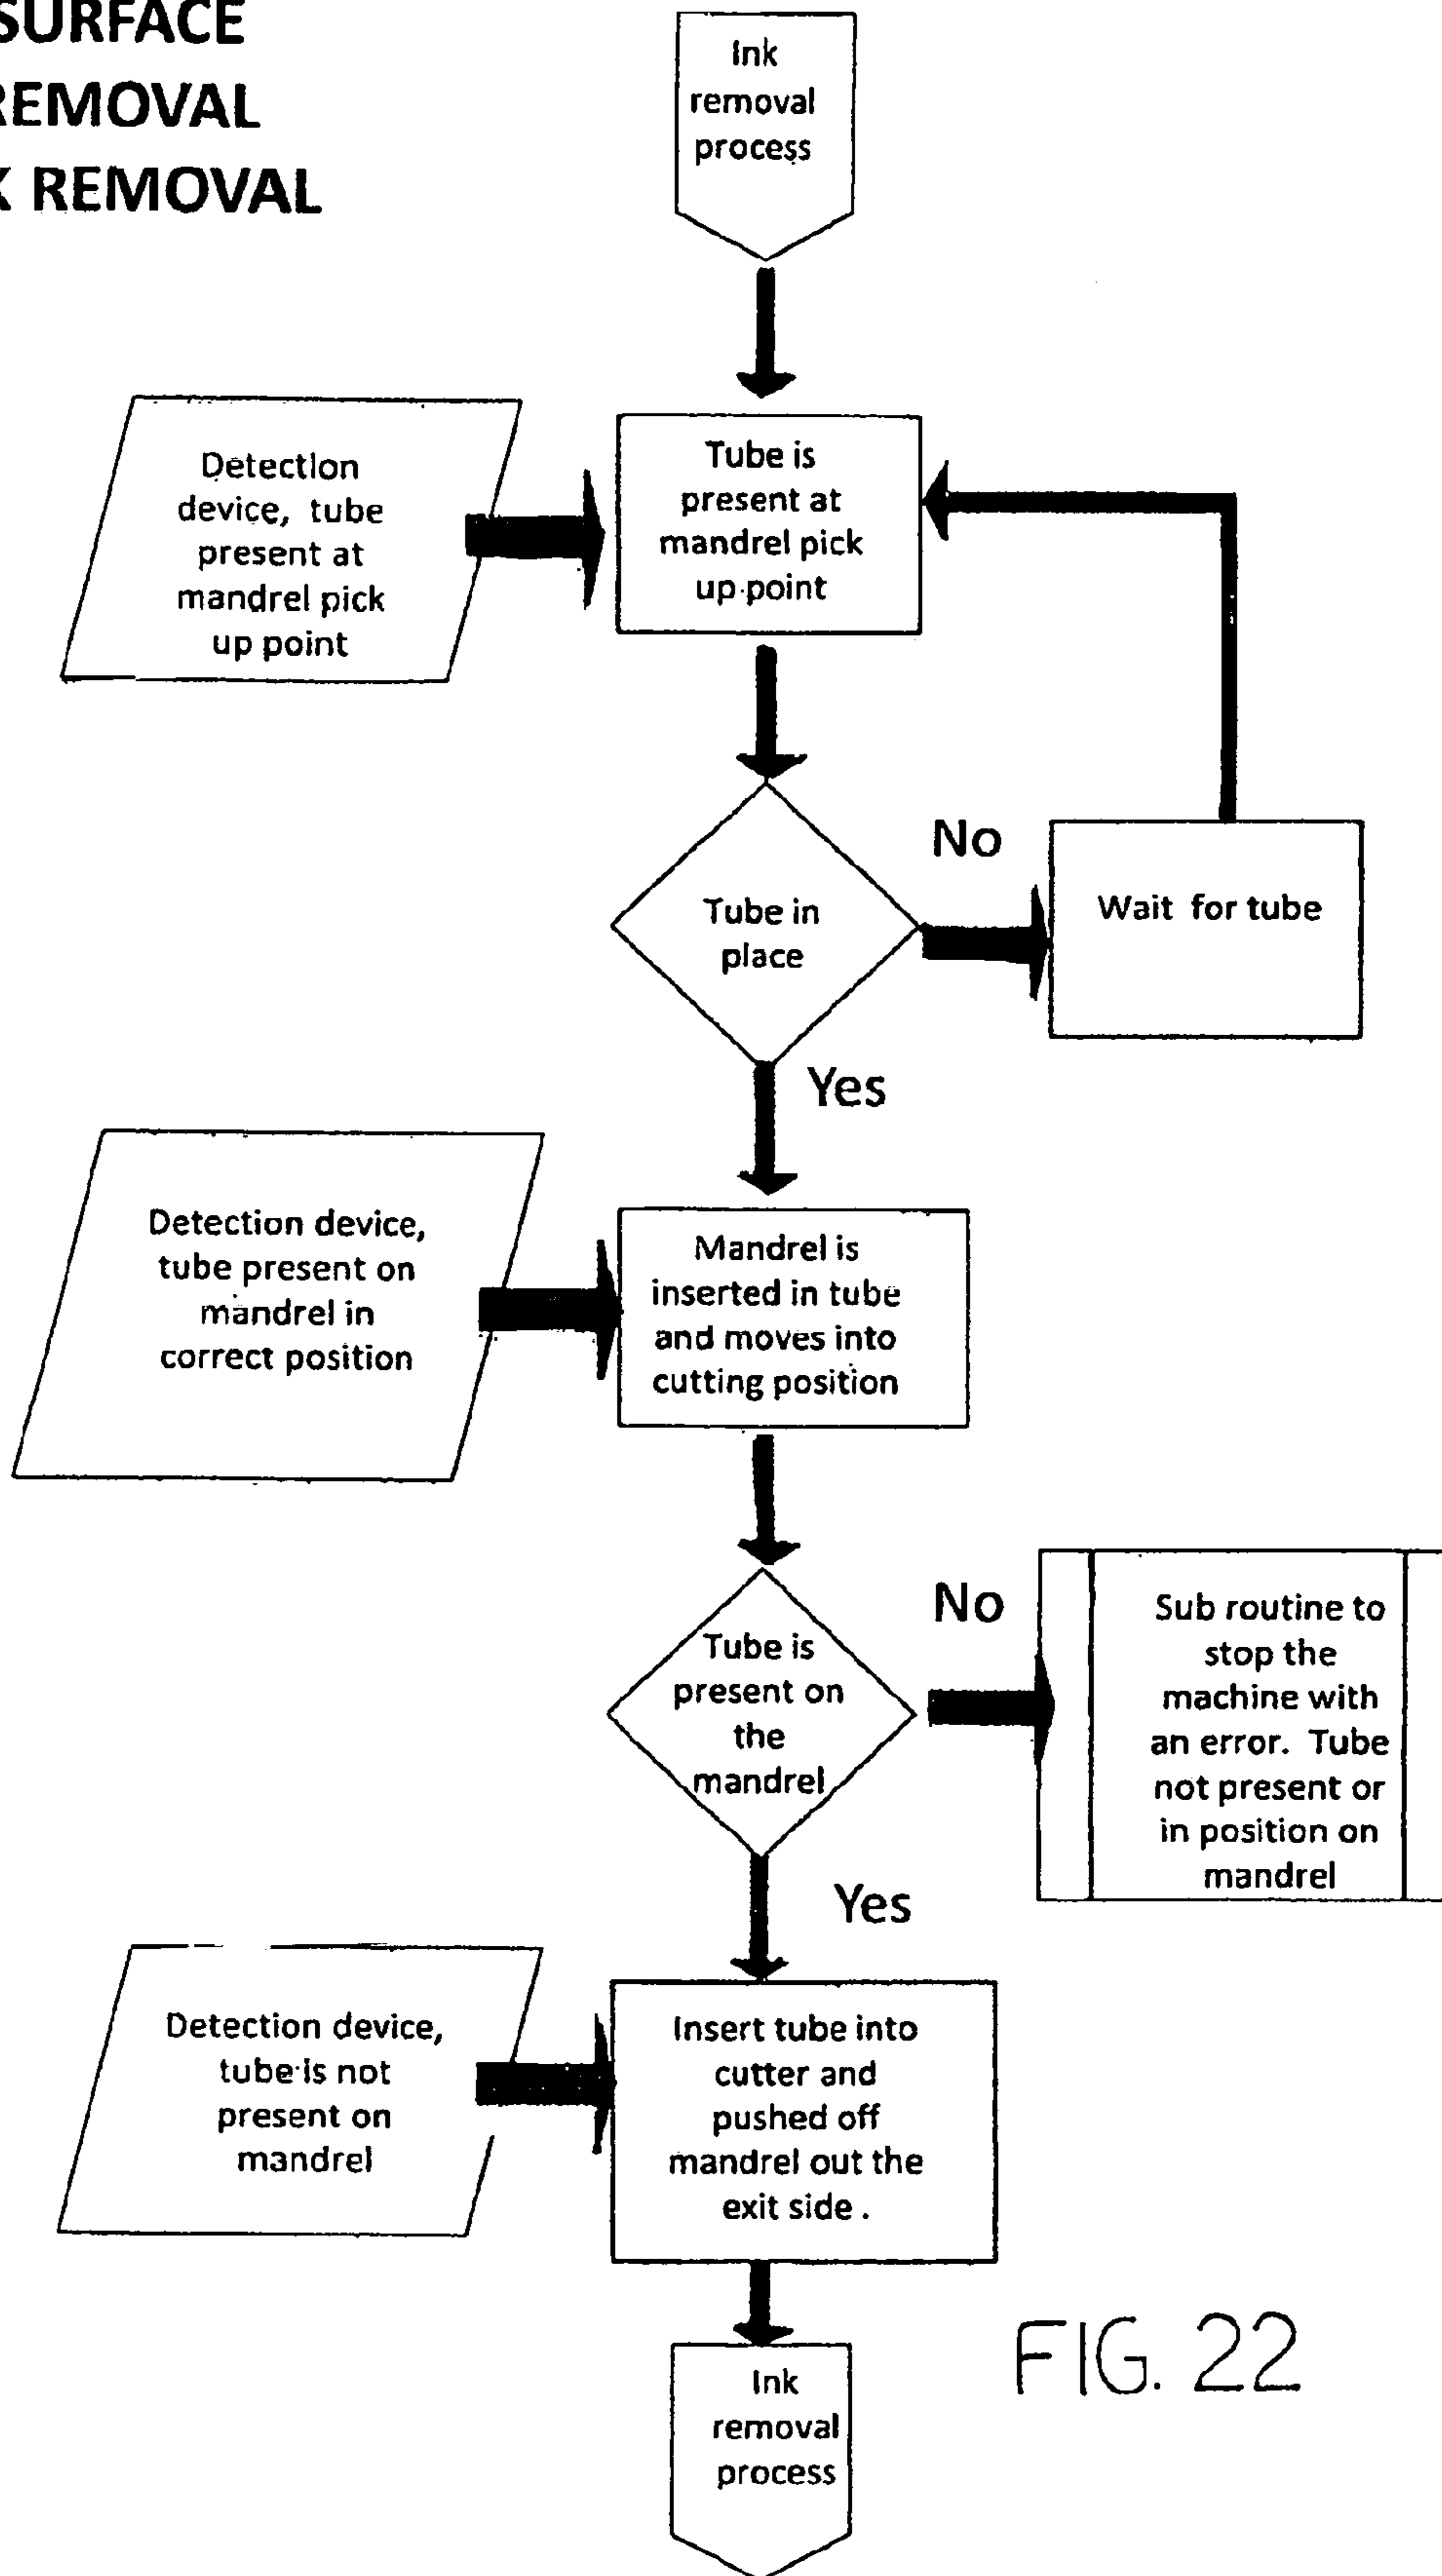 SURFACE
REMOVAL
REMOVAL
Ink
removal
process
Detection
device, tube
present at
mandrel pick
up point
Tube is
present at
mandrel pick
up point
Tube in
place
No
Wait for tube
Yes
Detection device,
tube present on
mandrel in
correct position
Mandrel is
inserted in tube
and moves into
cutting position
Tube is
present on
the
mandrel
No
Sub routine to
stop the
machine with
an error. Tube
not present or
in position on
mandrel
Yes
Detection device,
tube is not
present on
mandrel
Insert tube into
cutter and
pushed off
mandrel out the
exit side .
Ink
removal
process
FIG. 22